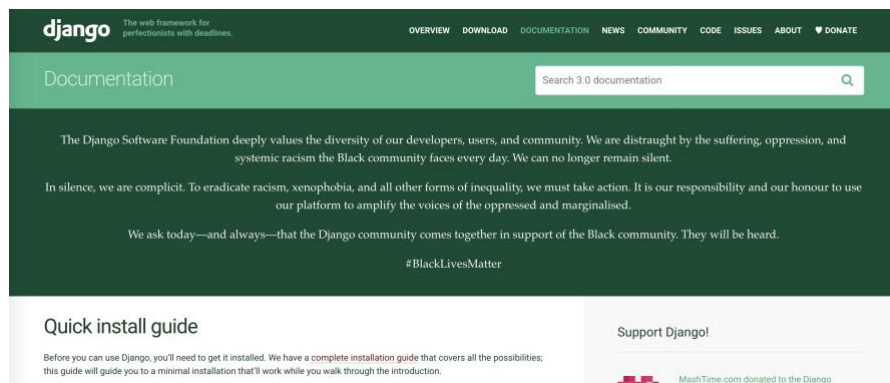 django
The web framework for
perfectionists with deadlines.
OVERVIEW DOWNLOAD DOCUMENTATION NEWS COMMUNITY CODE ISSUES ABOUT ♥ DONATE
Documentation
Search 3.0 documentation
The Django Software Foundation deeply values the diversity of our developers, users, and community. We are distraught by the suffering, oppression, and
systemic racism the Black community faces every day. We can no longer remain silent.
In silence, we are complicit. To eradicate racism, xenophobia, and all other forms of inequality, we must take action. It is our responsibility and our honour to use
our platform to amplify the voices of the oppressed and marginalised.
We ask today—and always—that the Django community comes together in support of the Black community. They will be heard.
#BlackLivesMatter
Quick install guide
Before you can use Django, you'll need to get it installed. We have a complete installation guide that covers all the possibilities;
this guide will guide you to a minimal installation that'll work while you walk through the introduction.
Support Django!
MashTime.com donated to the Django